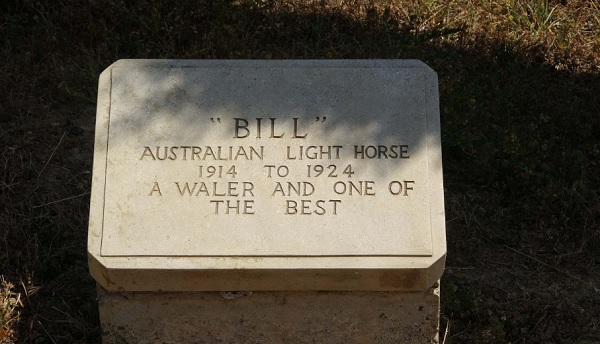 "BILL"
AUSTRALIAN LIGHT HORSE
1914 TO 1924
A WALER AND ONE OF
THE BEST